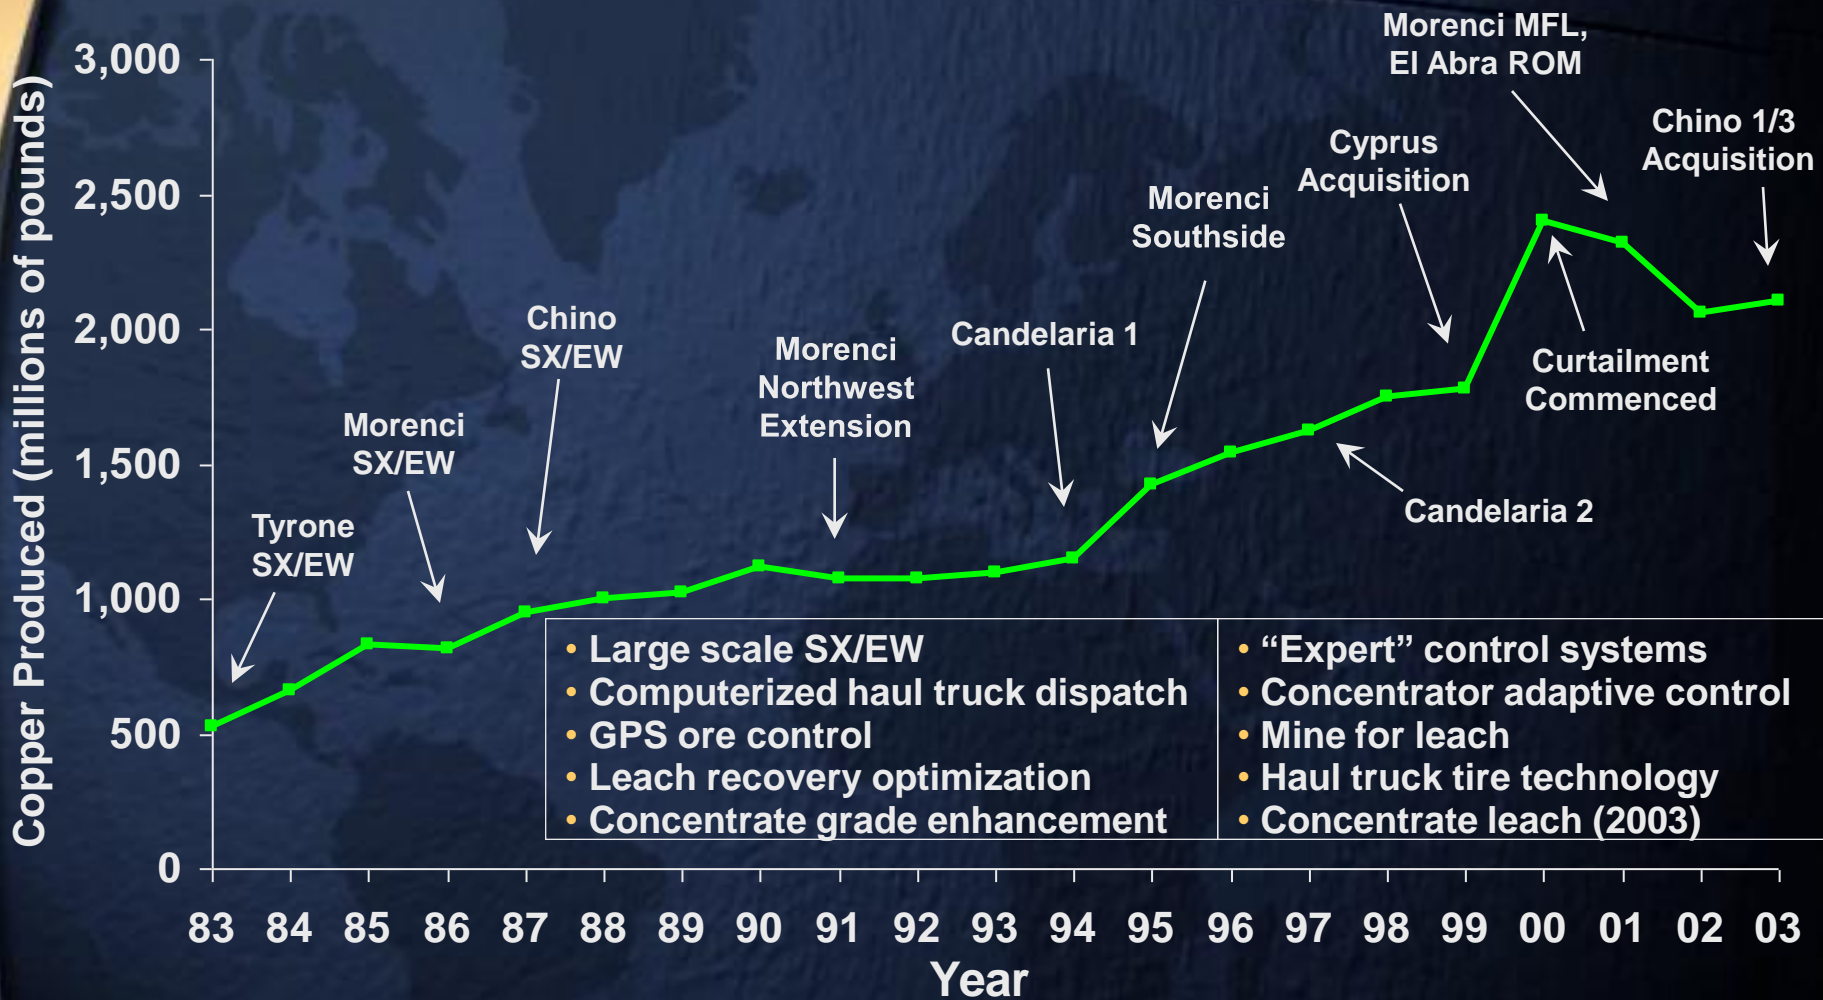 Copper Produced (millions of pounds)
3,000
2,500
2,000
1,500
1,000
500
0
Tyrone
SX/EW
Morenci
SX/EW
Chino
SX/EW
Morenci
Northwest
Extension
Candelaria 1
Morenci
Southside
Cyprus
Acquisition
Morenci MFL,
El Abra ROM
Chino 1/3
Acquisition
Curtailment
Commenced
Candelaria 2
• Large scale SX/EW
• Computerized haul truck dispatch
• GPS ore control
• Leach recovery optimization
• Concentrate grade enhancement
• “Expert” control systems
• Concentrator adaptive control
• Mine for leach
• Haul truck tire technology
• Concentrate leach (2003)
83 84 85 86 87 88 89 90 91 92 93 94 95 96 97 98 99 00 01 02 03
Year